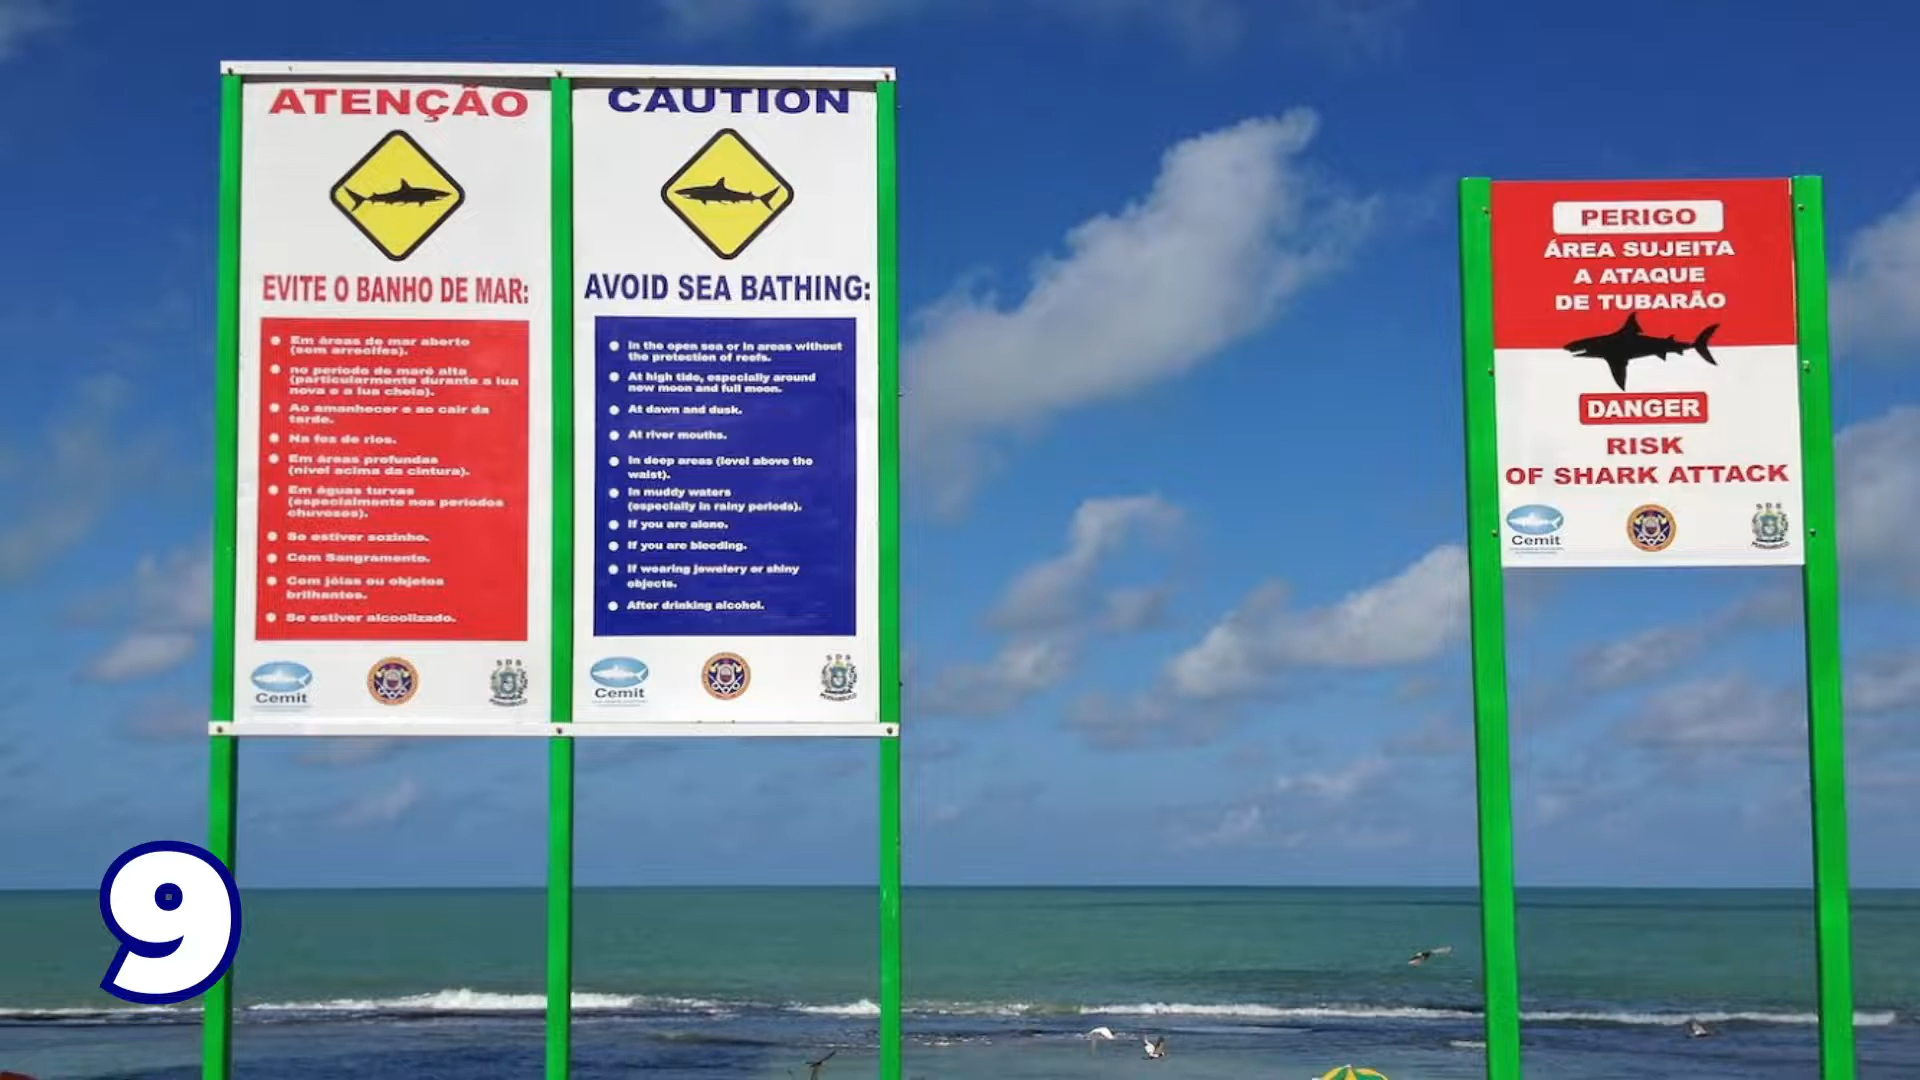 ATENÇÃO
EVITE O BANHO DE MAR:
Em áreas de mar aberto
(sem arrecifes).
no período de maré alta
(particularmente durante a lua
nova e a lua cheia).
Ao amanhecer e ao cair da
tarde.
Na foz de rios.
Em áreas profundas
(nível acima da cintura).
Em águas turvas
(especialmente nos períodos
chuvosos).
Se estiver sozinho.
Com Sangramento.
Com jóias ou objetos
brilhantes.
Se estiver alcoolizado.
Cemit
SDS
PERNAMBUCO
CAUTION
AVOID SEA BATHING:
In the open sea or in areas without
the protection of reefs.
At high tide, especially around
new moon and full moon.
At dawn and dusk.
At river mouths.
In deep areas (level above the
waist).
In muddy waters
(especially in rainy periods).
If you are alone.
If you are bleeding.
If wearing jewelery or shiny
objects.
After drinking alcohol.
Cemit
SDS
PERNAMBUCO
PERIGO
ÁREA SUJEITA
A ATAQUE
DE TUBARÃO
DANGER
RISK
OF SHARK ATTACK
Cemit
SDS
PERNAMBUCO
9